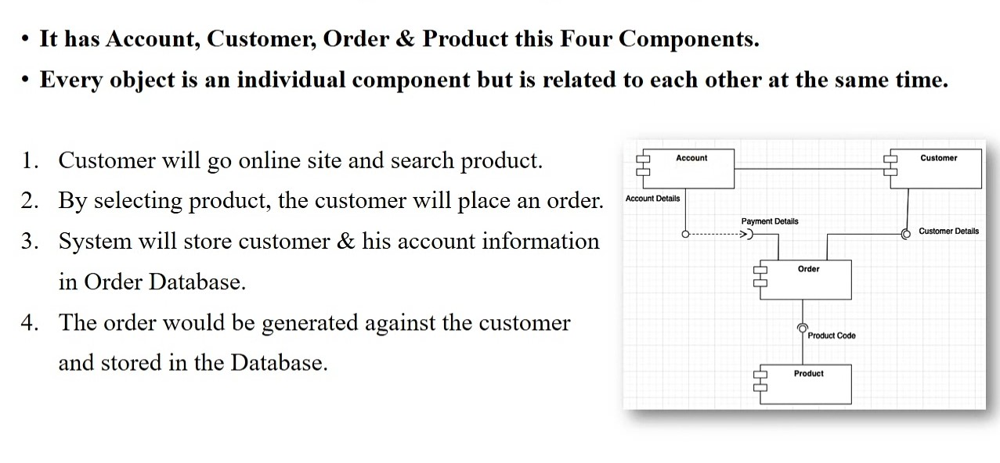 • It has Account, Customer, Order & Product this Four Components.
• Every object is an individual component but is related to each other at the same time.
1. Customer will go online site and search product.
2. By selecting product, the customer will place an order.
3. System will store customer & his account information
in Order Database.
4. The order would be generated against the customer
and stored in the Database.
Account
Customer
Account Details
Payment Details
Customer Details
Order
Product Code
Product